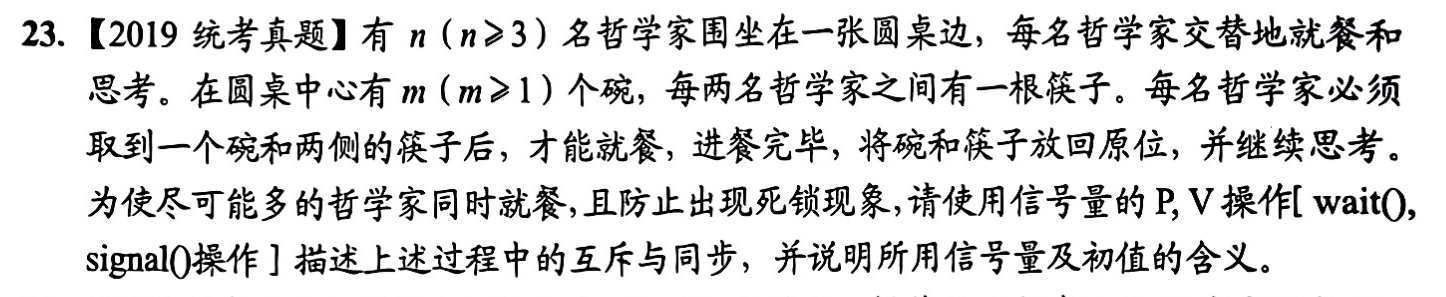 23.【2019 统考真题】有 n（n≥3）名哲学家围坐在一张圆桌边，每名哲学家交替地就餐和
思考。在圆桌中心有 m（m≥1）个碗，每两名哲学家之间有一根筷子。每名哲学家必须
取到一个碗和两侧的筷子后，才能就餐，进餐完毕，将碗和筷子放回原位，并继续思考。
为使尽可能多的哲学家同时就餐，且防止出现死锁现象，请使用信号量的 P, V 操作[ wait(),
signal()操作 ] 描述上述过程中的互斥与同步，并说明所用信号量及初值的含义。